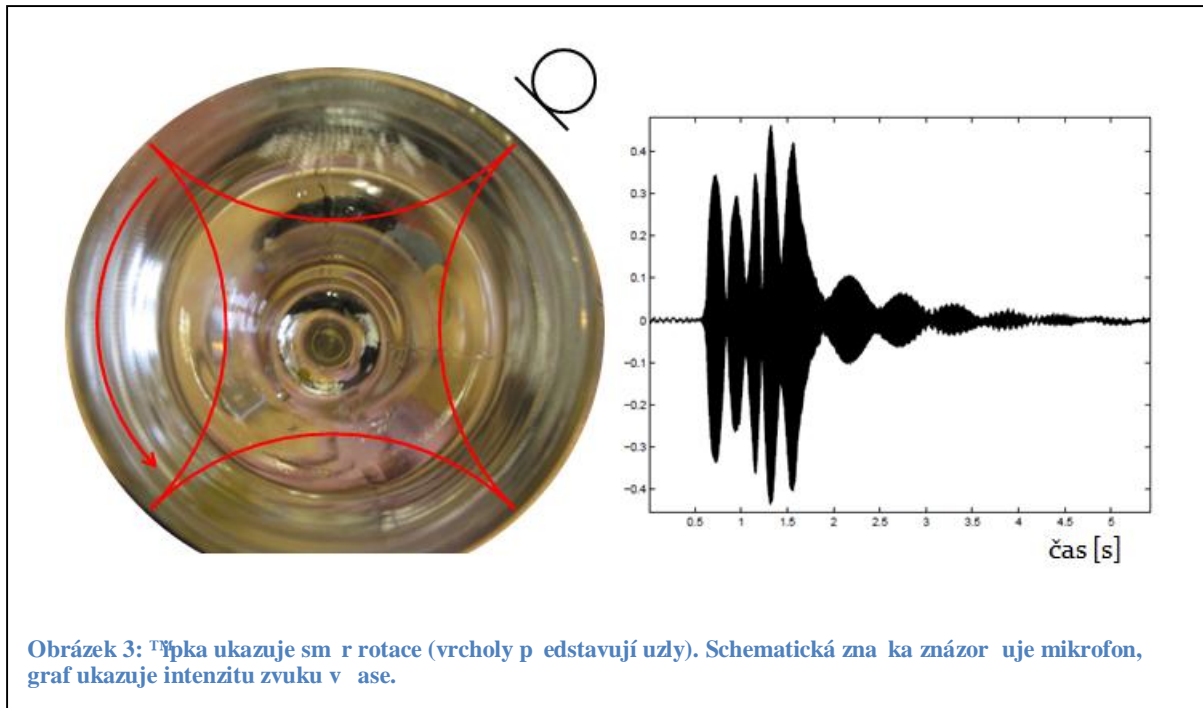 0.4
0.3
0.2
0.1
0
-0.1
-0.2
-0.3
-0.4
0.5 1 1.5 2 2.5 3 3.5 4 4.5 5
čas [s]
Obrázek 3: ukazuje sm r rotace (vrcholy p edstavují uzly). Schematická zna ka znázor uje mikrofon,
graf ukazuje intenzitu zvuku v ase.